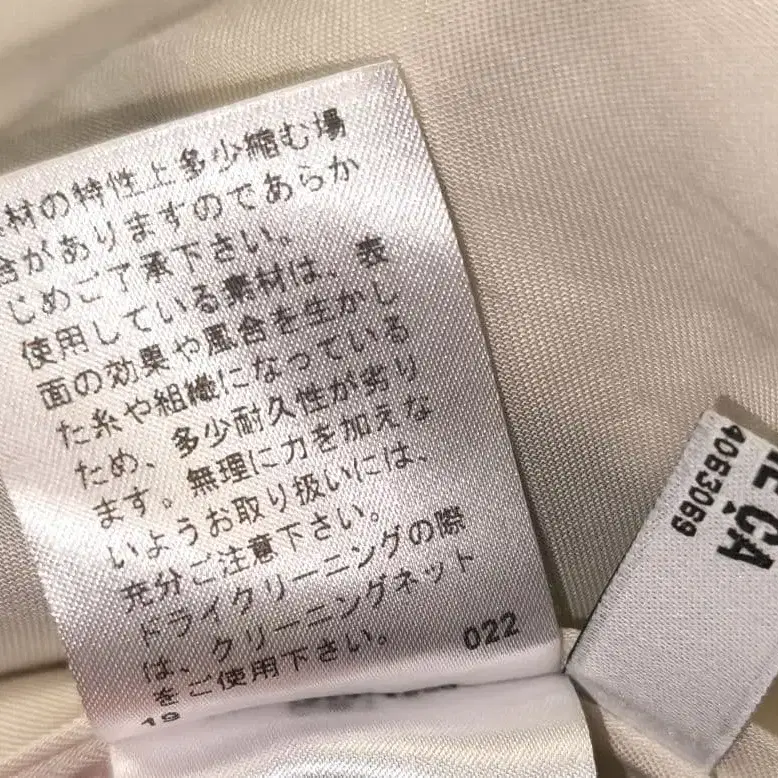 素材の特性上多少縮む場
合がありますのであらか
じめご了承下さい。
使用している素材は、表
面の効果や風合を生かし
た糸や組織になっている
ため、多少耐久性が劣り
ます。無理に力を加えな
いようお取り扱いには、
充分ご注意下さい。
ドライクリーニングの際
は、クリーニングネット
をご使用下さい。
022
19
ÇA
4063069